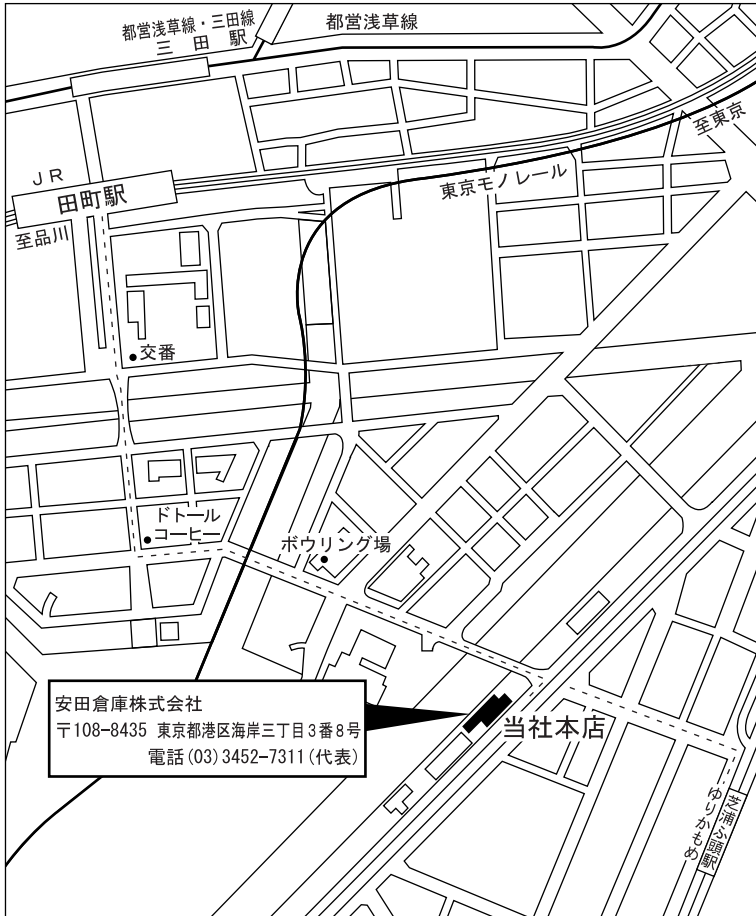 都営浅草線・三田線
三田駅
都営浅草線
至東京
JR
田町駅
東京モノレール
至品川
交番
ドトール
コーヒー
ボウリング場
安田倉庫株式会社
〒108-8435 東京都港区海岸三丁目3番8号
電話(03)3452-7311(代表)
当社本店
芝浦ふ頭駅
ゆりかもめ